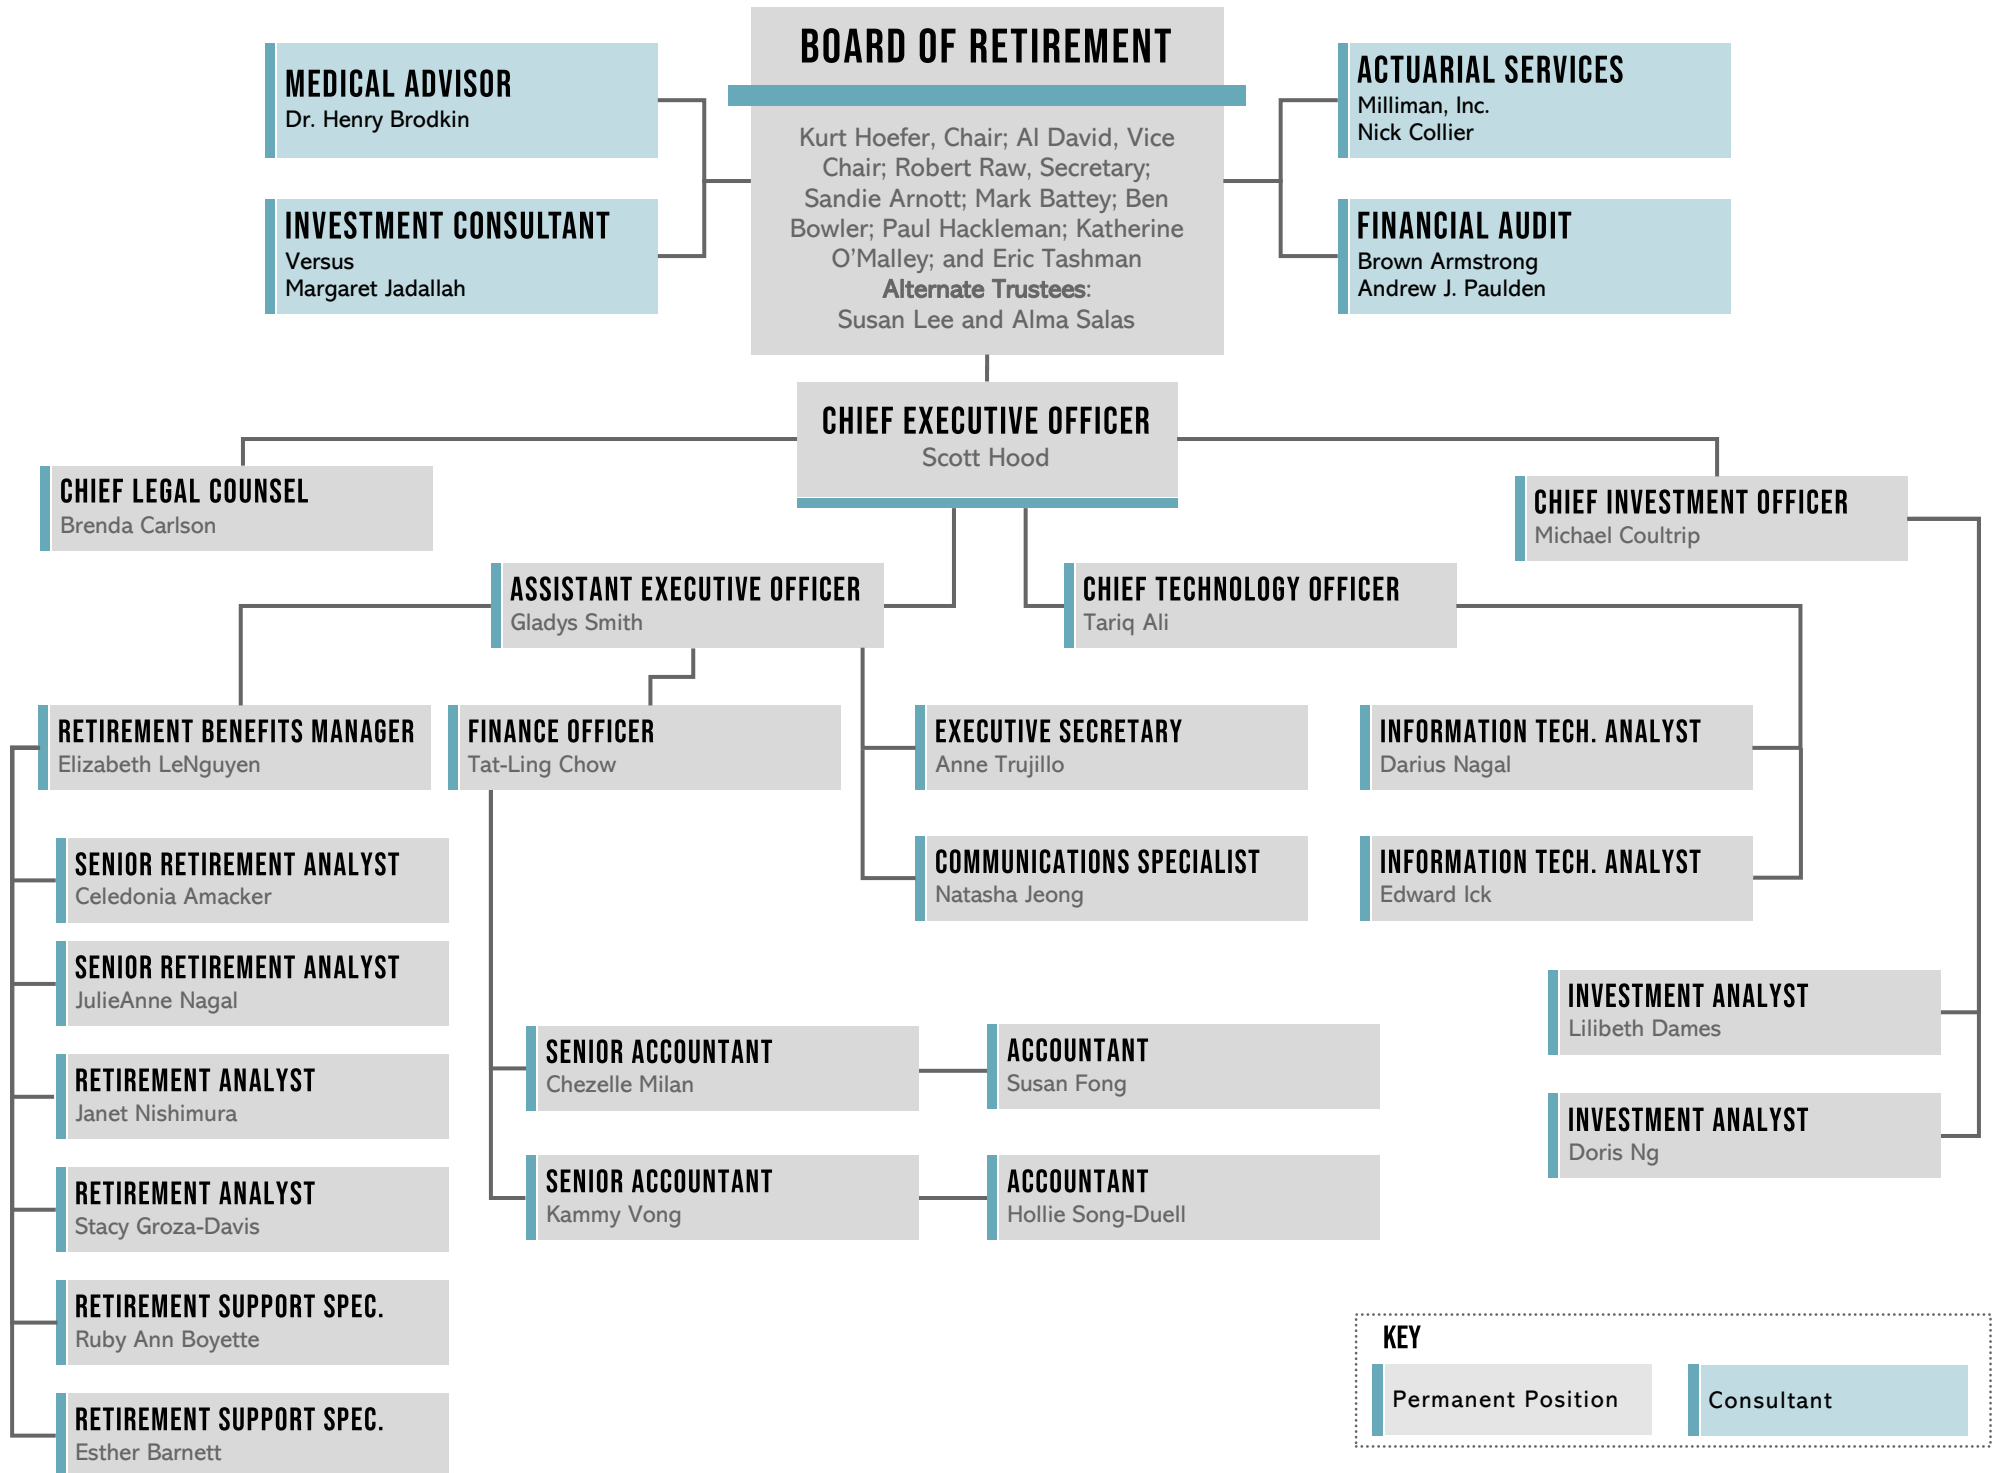 BOARD OF RETIREMENT
Kurt Hoefer, Chair; Al David, Vice
Chair; Robert Raw, Secretary;
Sandie Arnott; Mark Battey; Ben
Bowler; Paul Hackleman; Katherine
O'Malley; and Eric Tashman
Alternate Trustees:
Susan Lee and Alma Salas
MEDICAL ADVISOR
Dr. Henry Brodkin
INVESTMENT CONSULTANT
Versus
Margaret Jadallah
ACTUARIAL SERVICES
Milliman, Inc.
Nick Collier
FINANCIAL AUDIT
Brown Armstrong
Andrew J. Paulden
CHIEF EXECUTIVE OFFICER
Scott Hood
CHIEF LEGAL COUNSEL
Brenda Carlson
CHIEF INVESTMENT OFFICER
Michael Coultrip
ASSISTANT EXECUTIVE OFFICER
Gladys Smith
CHIEF TECHNOLOGY OFFICER
Tariq Ali
RETIREMENT BENEFITS MANAGER
Elizabeth LeNguyen
FINANCE OFFICER
Tat-Ling Chow
EXECUTIVE SECRETARY
Anne Trujillo
INFORMATION TECH. ANALYST
Darius Nagal
SENIOR RETIREMENT ANALYST
Celedonia Amacker
COMMUNICATIONS SPECIALIST
Natasha Jeong
INFORMATION TECH. ANALYST
Edward Ick
SENIOR RETIREMENT ANALYST
JulieAnne Nagal
INVESTMENT ANALYST
Lilibeth Dames
RETIREMENT ANALYST
Janet Nishimura
SENIOR ACCOUNTANT
Chezelle Milan
ACCOUNTANT
Susan Fong
INVESTMENT ANALYST
Doris Ng
RETIREMENT ANALYST
Stacy Groza-Davis
SENIOR ACCOUNTANT
Kammy Vong
ACCOUNTANT
Hollie Song-Duell
RETIREMENT SUPPORT SPEC.
Ruby Ann Boyette
RETIREMENT SUPPORT SPEC.
Esther Barnett
KEY
Permanent Position
Consultant